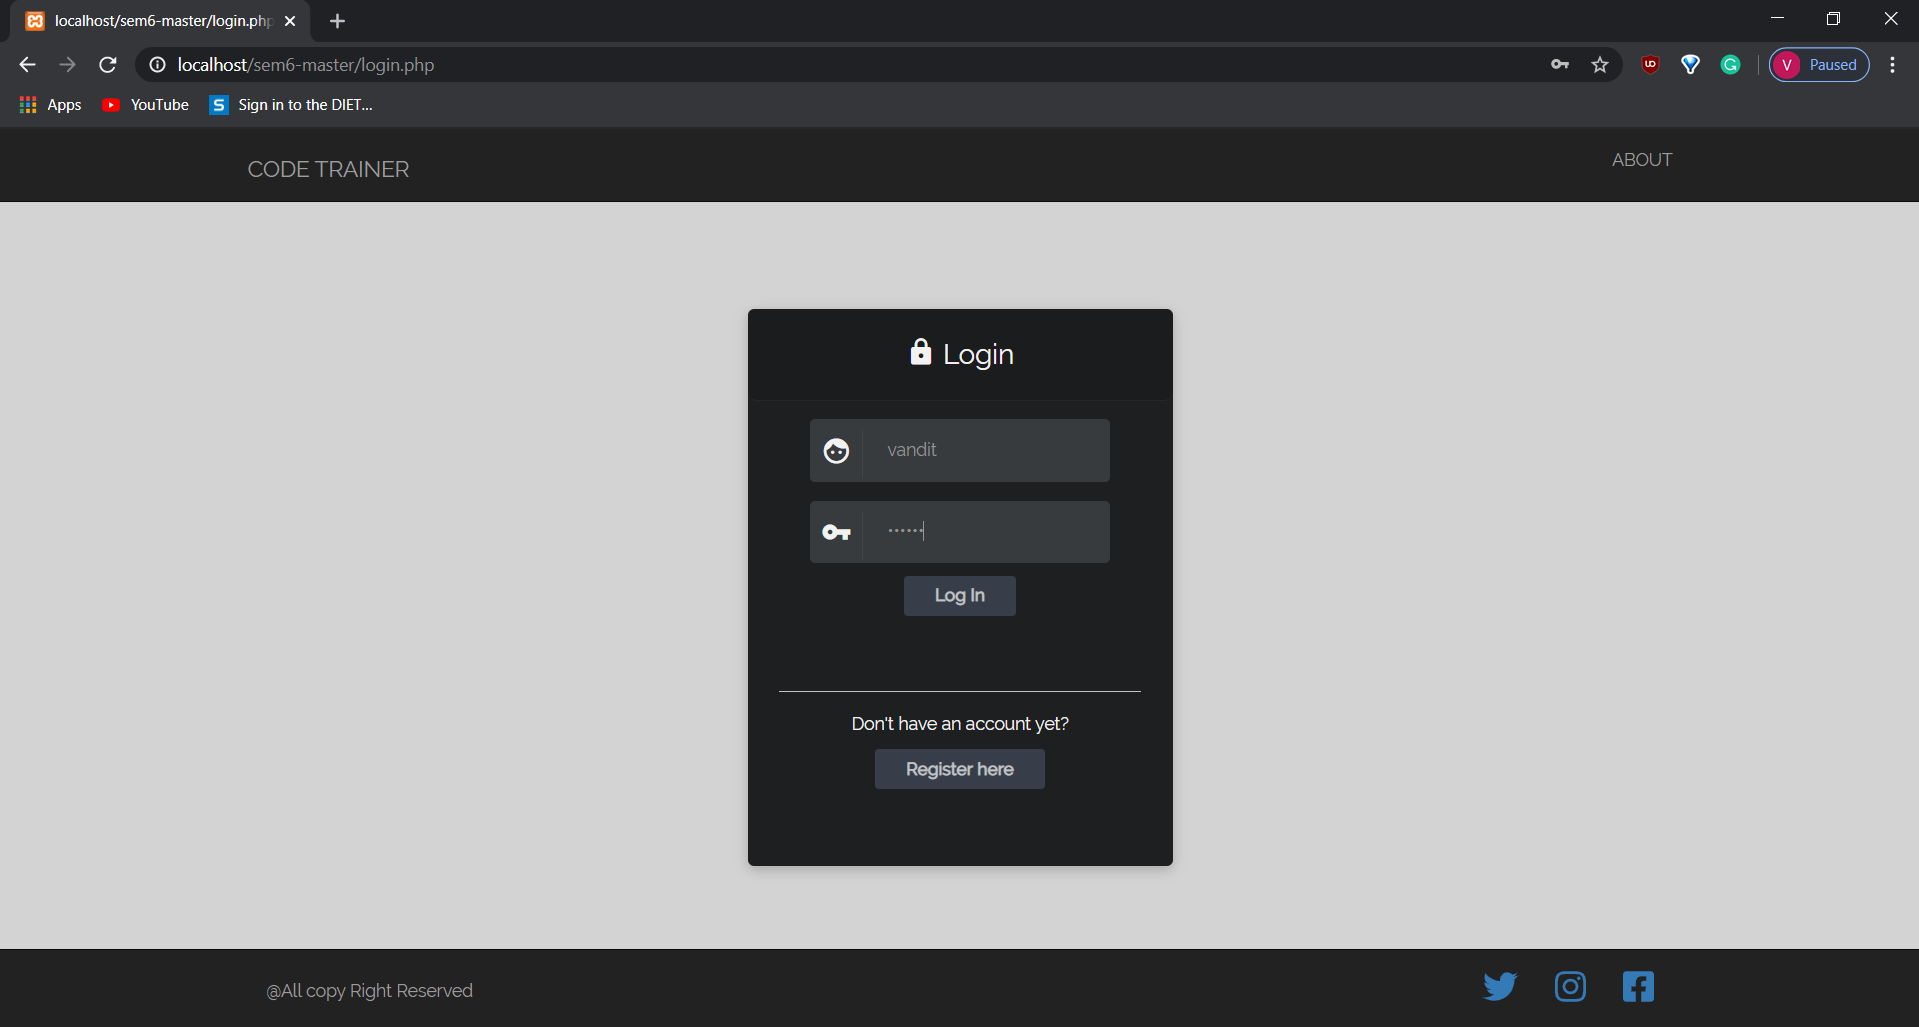 localhost/sem6-master/login.php
localhost/sem6-master/login.php
Paused
V
Apps
YouTube
S
Sign in to the DIET...
CODE TRAINER
ABOUT
Login
vandit
Log In
Don't have an account yet?
Register here
@All copy Right Reserved